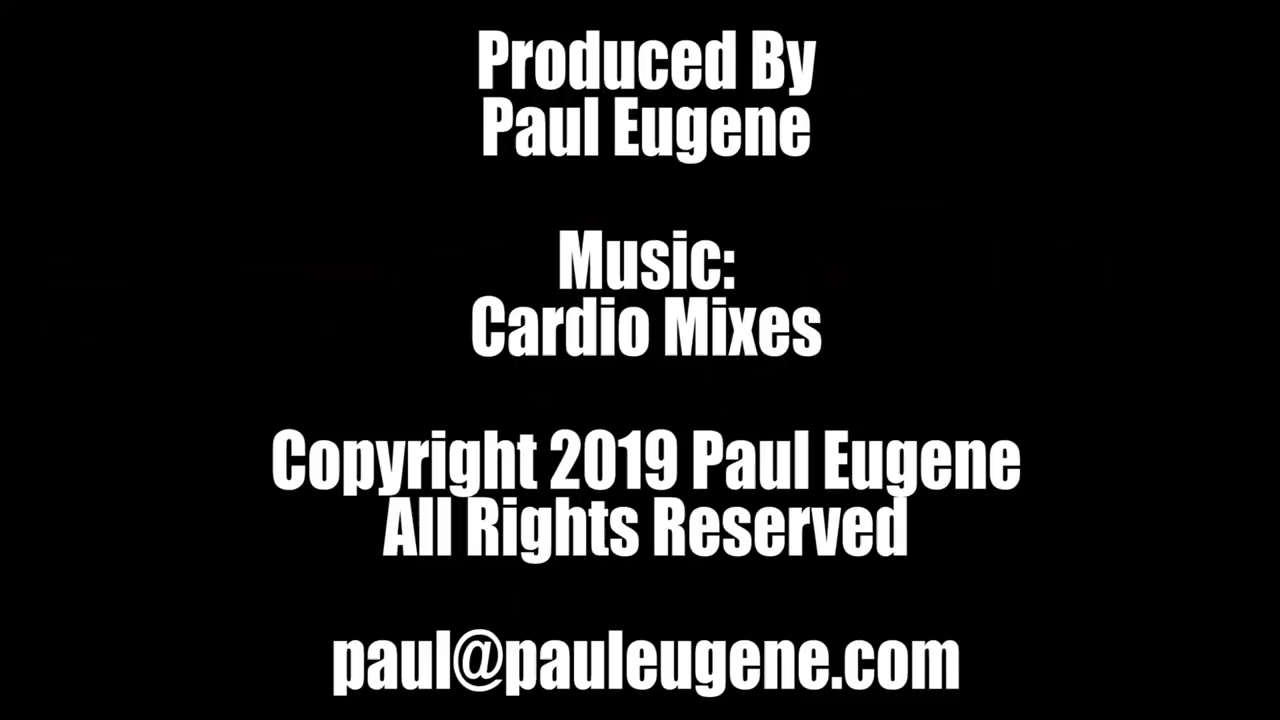 Produced By
Paul Eugene
Music:
Cardio Mixes
Copyright 2019 Paul Eugene
All Rights Reserved
paul@pauleugene.com